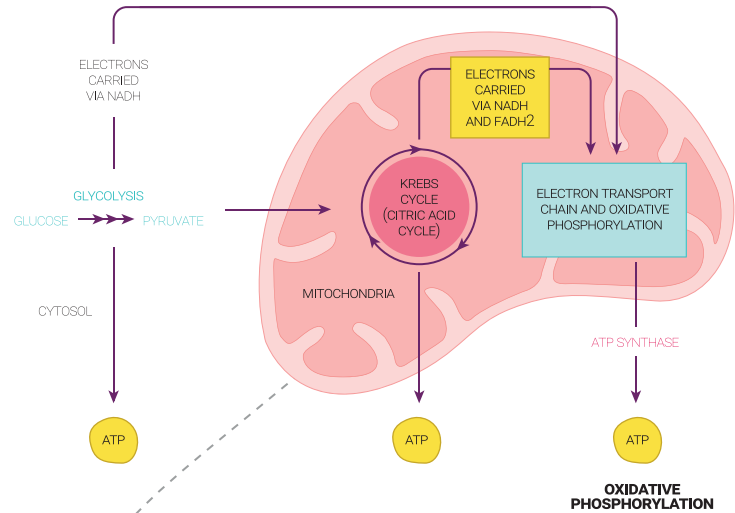 ELECTRONS
CARRIED
VIA NADH
GLYCOLYSIS
GLUCOSE
PYRUVATE
CYTOSOL
ATP
ELECTRONS
CARRIED
VIA NADH
AND FADH2
KREBS
CYCLE
(CITRIC ACID
CYCLE)
MITOCHONDRIA
ATP
ELECTRON TRANSPORT
CHAIN AND OXIDATIVE
PHOSPHORYLATION
ATP SYNTHASE
ATP
OXIDATIVE
PHOSPHORYLATION